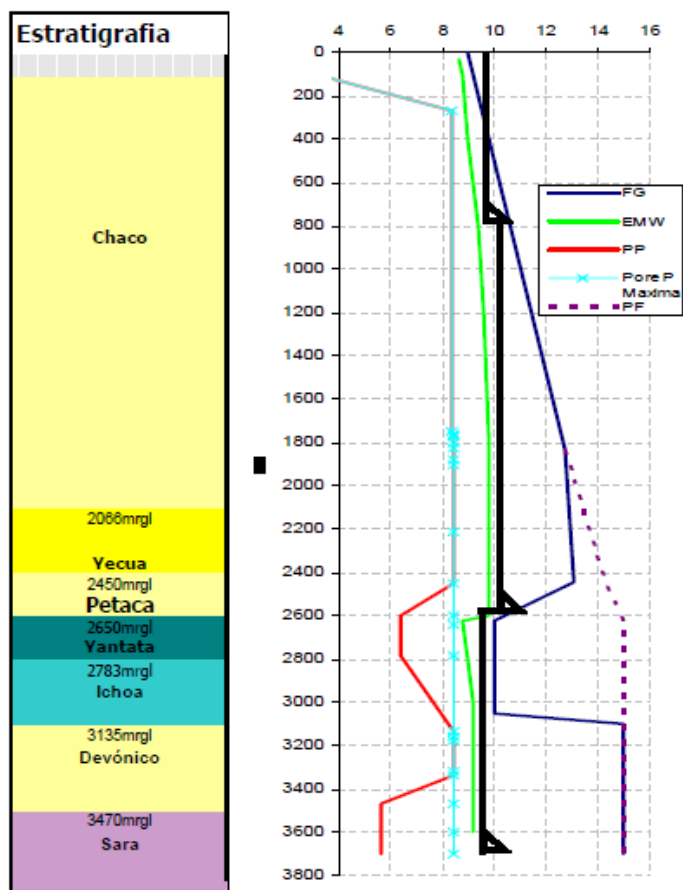 Estratigrafia
Chaco
2066mrgl
Yecua
2450mrgl
Petaca
2650mrgl
Yantata
2783mrgl
Ichoa
3135mrgl
Devónico
3470mrgl
Sara
4 6 8 10 12 14 16
0
200
400
600
800
1000
1200
1400
1600
1800
2000
2200
2400
2600
2800
3000
3200
3400
3600
3800
FG
EMW
PP
Pore P
Maxima
PF